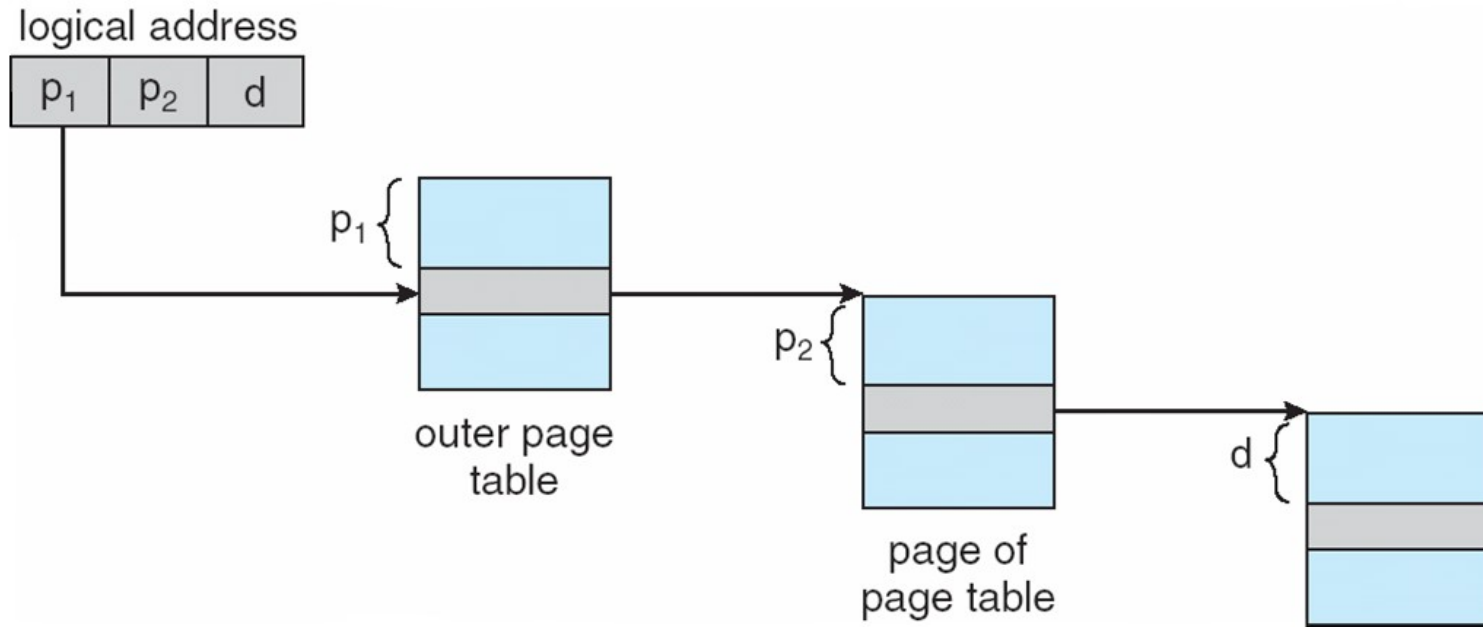 logical address
p₁ p₂ d
p₁
outer page
table
p₂
page of
page table
d